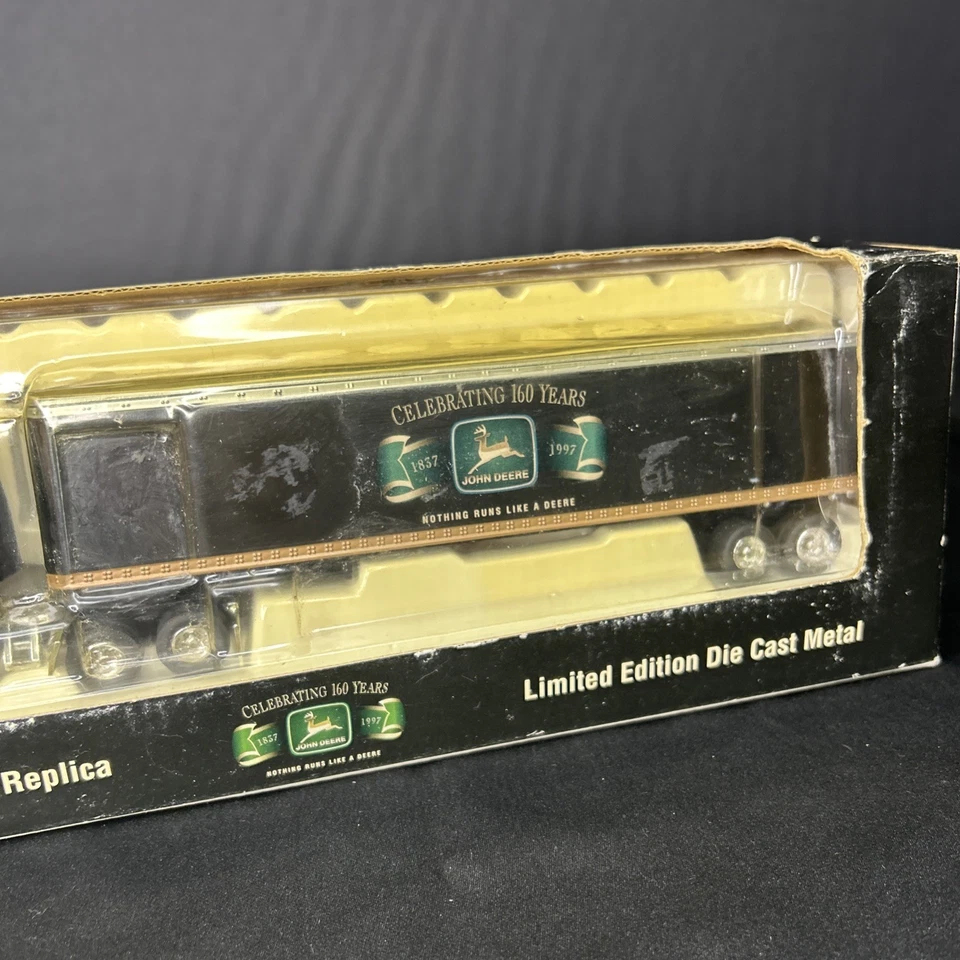 CELEBRATING 160 YEARS
1837 1997
JOHN DEERE
NOTHING RUNS LIKE A DEERE
Limited Edition Die Cast Metal
CELEBRATING 160 YEARS
1837 1997
JOHN DEERE
NOTHING RUNS LIKE A DEERE
Replica